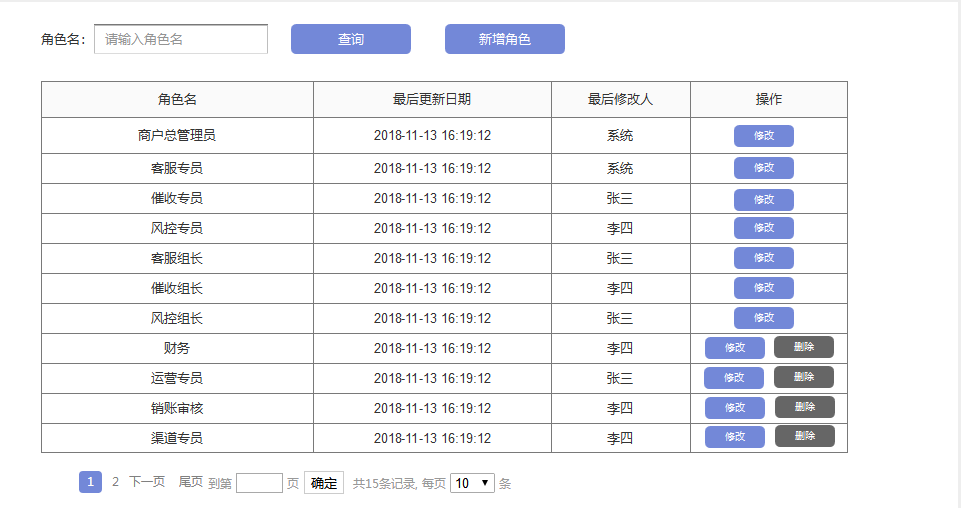 角色名： 请输入角色名 查询 新增角色
角色名 最后更新日期 最后修改人 操作
商户总管理员 2018-11-13 16:19:12 系统 修改
客服专员 2018-11-13 16:19:12 系统 修改
催收专员 2018-11-13 16:19:12 张三 修改
风控专员 2018-11-13 16:19:12 李四 修改
客服组长 2018-11-13 16:19:12 张三 修改
催收组长 2018-11-13 16:19:12 李四 修改
风控组长 2018-11-13 16:19:12 张三 修改
财务 2018-11-13 16:19:12 李四 修改 删除
运营专员 2018-11-13 16:19:12 张三 修改 删除
销账审核 2018-11-13 16:19:12 李四 修改 删除
渠道专员 2018-11-13 16:19:12 李四 修改 删除
1 2 下一页 尾页 到第 页 确定 共15条记录, 每页 10 条